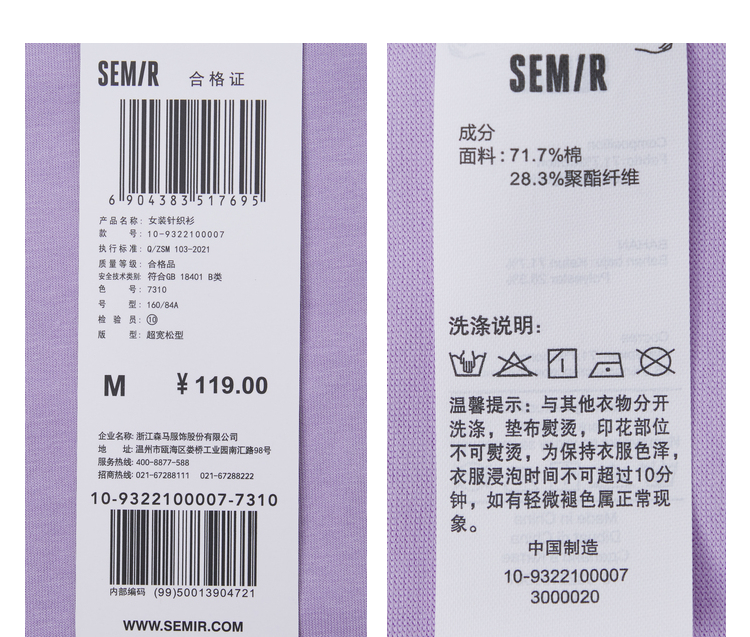 SEM/R 合格证
6 904383 517695
产品名称: 女装针织衫
款 号: 10-9322100007
执行标准: Q/ZSM 103-2021
质量等级: 合格品
安全技术类别: 符合GB 18401 B类
色 号: 7310
号 型: 160/84A
检 验 员: ⑩
版 型: 超宽松型
M ¥119.00
企业名称: 浙江森马服饰股份有限公司
地 址: 温州市瓯海区娄桥工业园南汇路98号
服务热线: 400-8877-588
招商热线: 021-67288111 021-67288222
10-9322100007-7310
内部编码 (99)50013904721
WWW.SEMIR.COM
SEM/R
成分
面料: 71.7%棉
28.3%聚酯纤维
洗涤说明:
温馨提示: 与其他衣物分开
洗涤, 垫布熨烫, 印花部位
不可熨烫, 为保持衣服色泽,
衣服浸泡时间不可超过10分
钟, 如有轻微褪色属正常现
象。
中国制造
10-9322100007
3000020